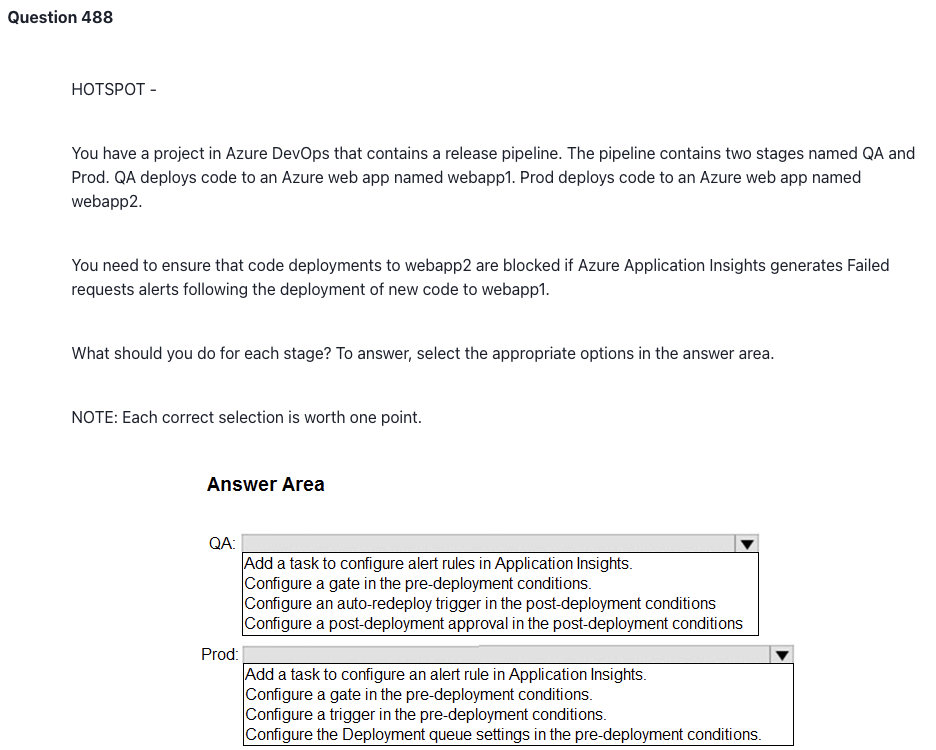 Question 488
HOTSPOT -
You have a project in Azure DevOps that contains a release pipeline. The pipeline contains two stages named QA and
Prod. QA deploys code to an Azure web app named webapp1. Prod deploys code to an Azure web app named
webapp2.
You need to ensure that code deployments to webapp2 are blocked if Azure Application Insights generates Failed
requests alerts following the deployment of new code to webapp1.
What should you do for each stage? To answer, select the appropriate options in the answer area.
NOTE: Each correct selection is worth one point.
Answer Area
QA:
Add a task to configure alert rules in Application Insights.
Configure a gate in the pre-deployment conditions.
Configure an auto-redeploy trigger in the post-deployment conditions
Configure a post-deployment approval in the post-deployment conditions
Prod:
Add a task to configure an alert rule in Application Insights.
Configure a gate in the pre-deployment conditions.
Configure a trigger in the pre-deployment conditions.
Configure the Deployment queue settings in the pre-deployment conditions.